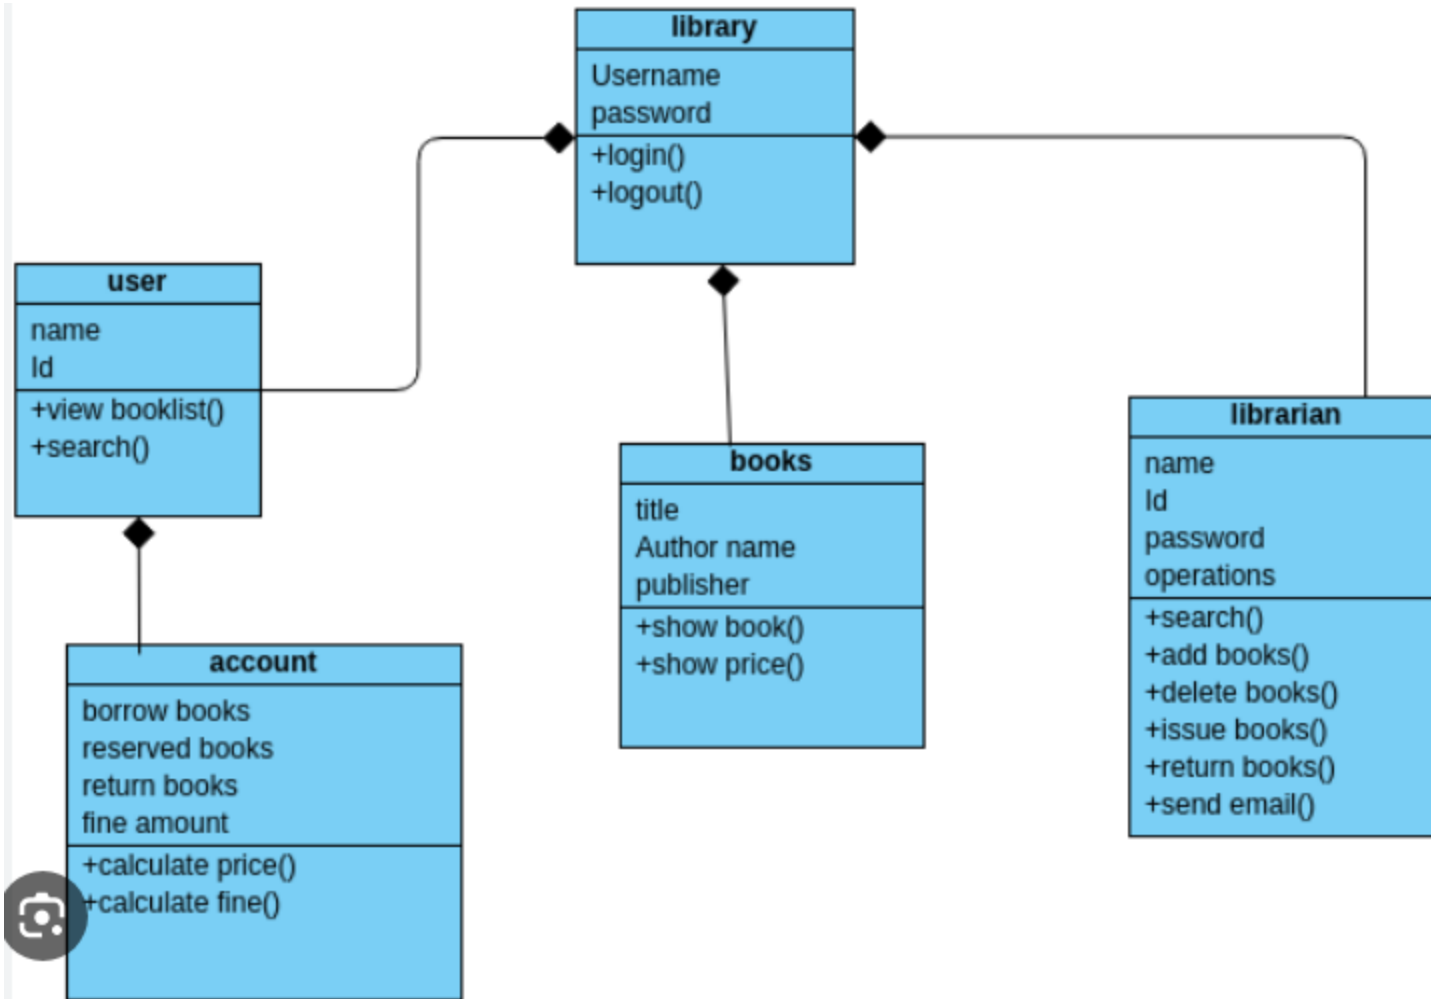 library
Username
password
+login()
+logout()
user
name
Id
+view booklist()
+search()
books
title
Author name
publisher
+show book()
+show price()
librarian
name
Id
password
operations
+search()
+add books()
+delete books()
+issue books()
+return books()
+send email()
account
borrow books
reserved books
return books
fine amount
+calculate price()
+calculate fine()